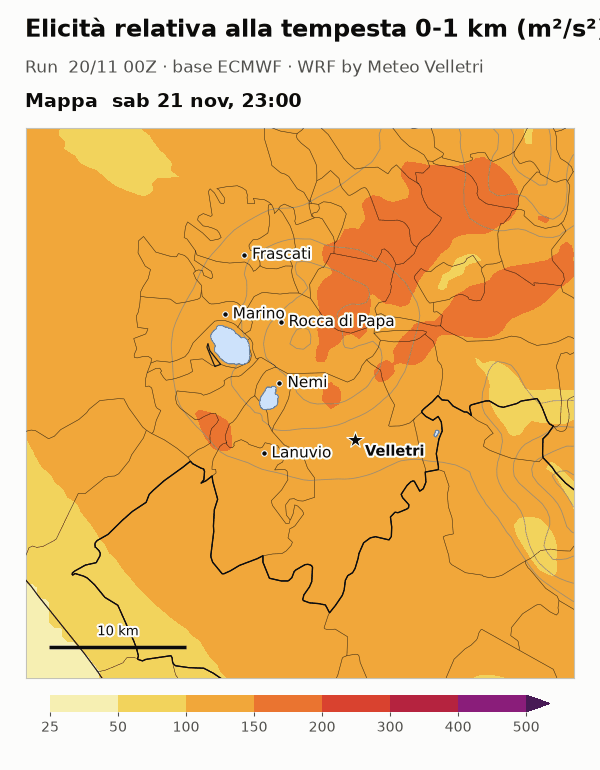 Elicità relativa alla tempesta 0-1 km (m²/s²)
Run  20/11 00Z · base ECMWF · WRF by Meteo Velletri
Mappa  sab 21 nov, 23:00
Frascati
Marino
Rocca di Papa
Nemi
Velletri
Lanuvio
10 km
25 50 100 150 200 300 400 500